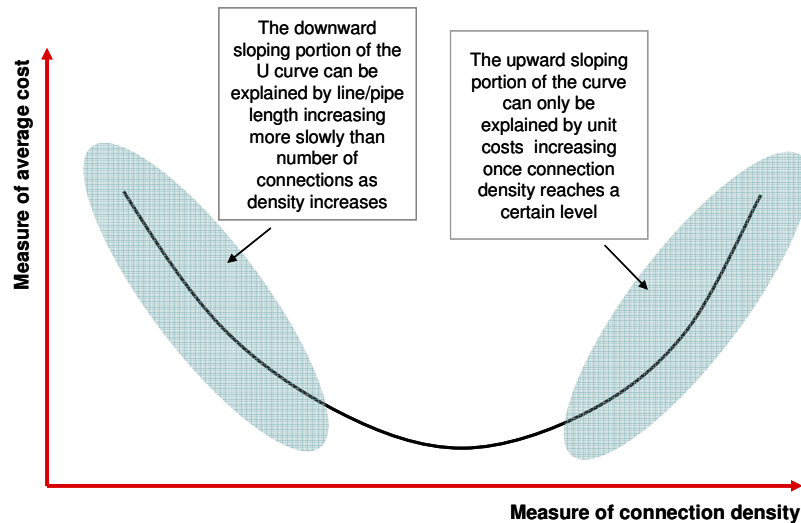 The downward
sloping portion of the
U curve can be
explained by line/pipe
length increasing
more slowly than
number of
connections as
density increases
The upward sloping
portion of the curve
can only be
explained by unit
costs increasing
once connection
density reaches a
certain level
Measure of average cost
Measure of connection density